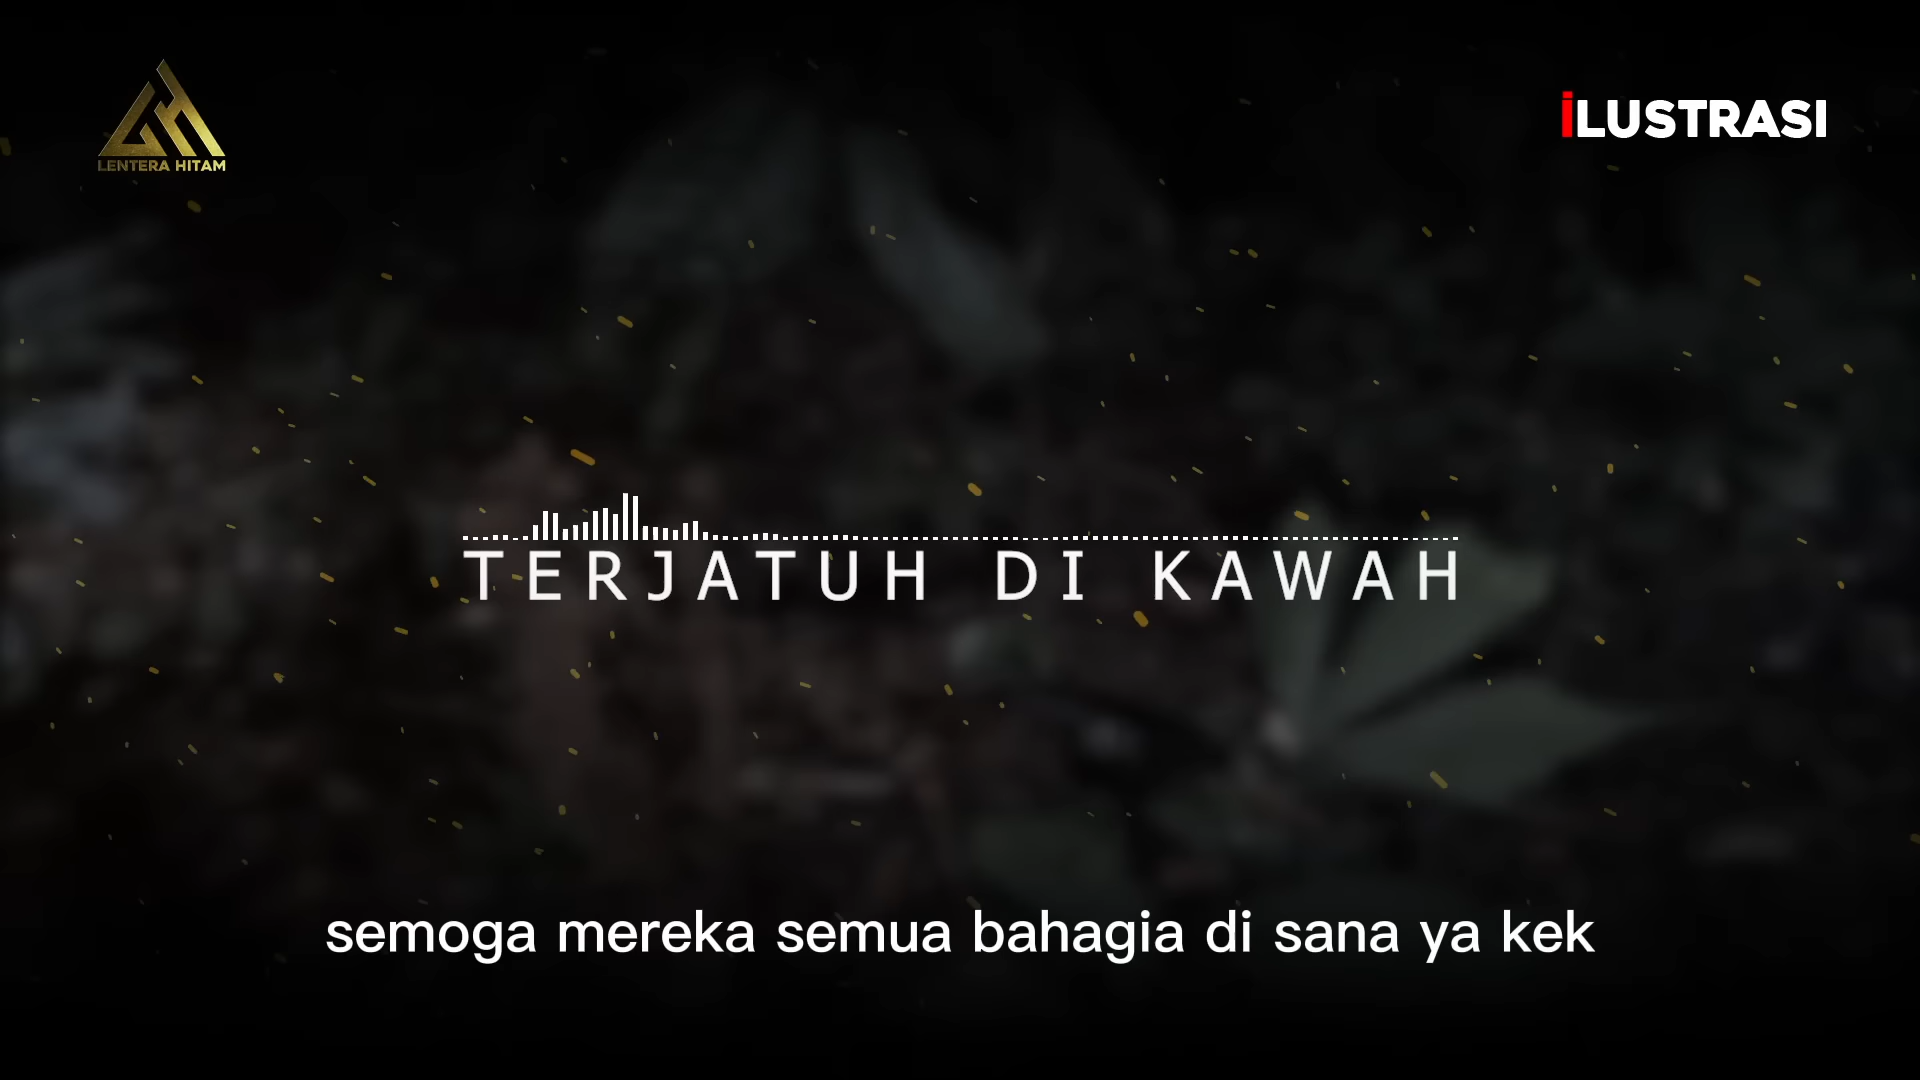 LENTERA HITAM
iLUSTRASI
TERJATUH DI KAWAH
semoga mereka semua bahagia di sana ya kek